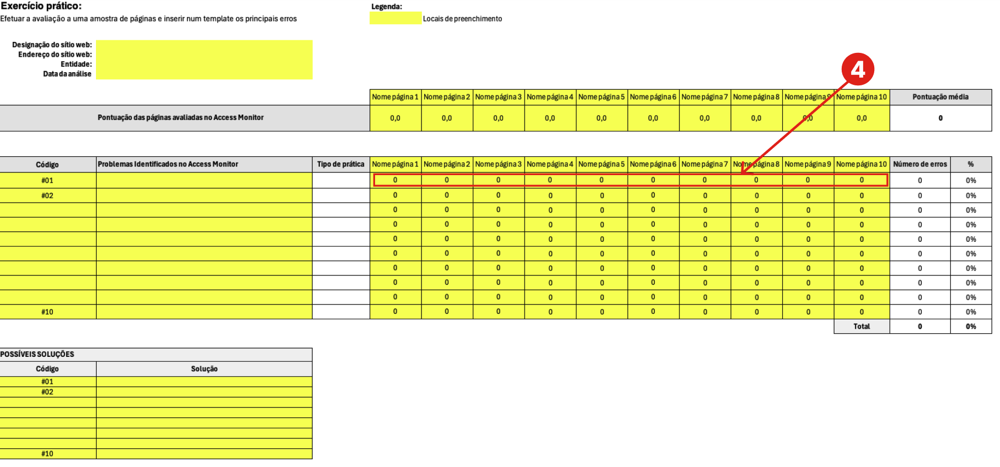 Exercício prático:
Legenda:
Efetuar a avaliação a uma amostra de páginas e inserir num template os principais erros
Locais de preenchimento
Designação do sítio web:
Endereço do sítio web:
Entidade:
Data da análise
4
Nome página 1 Nome página 2 Nome página 3 Nome página 4 Nome página 5 Nome página 6 Nome página 7 Nome página 8 Nome página 9 Nome página 10 Pontuação média
Pontuação das páginas avaliadas no Access Monitor 0,0 0,0 0,0 0,0 0,0 0,0 0,0 0,0 0,0 0,0 0
Código Problemas Identificados no Access Monitor Tipo de prática Nome página 1 Nome página 2 Nome página 3 Nome página 4 Nome página 5 Nome página 6 Nome página 7 Nome página 8 Nome página 9 Nome página 10 Número de erros %
#01 0 0 0 0 0 0 0 0 0 0 0 0%
#02 0 0 0 0 0 0 0 0 0 0 0 0%
0 0 0 0 0 0 0 0 0 0 0 0%
0 0 0 0 0 0 0 0 0 0 0 0%
0 0 0 0 0 0 0 0 0 0 0 0%
0 0 0 0 0 0 0 0 0 0 0 0%
0 0 0 0 0 0 0 0 0 0 0 0%
0 0 0 0 0 0 0 0 0 0 0 0%
0 0 0 0 0 0 0 0 0 0 0 0%
#10 0 0 0 0 0 0 0 0 0 0 0 0%
Total 0 0%
POSSÍVEIS SOLUÇÕES
Código Solução
#01
#02
#10